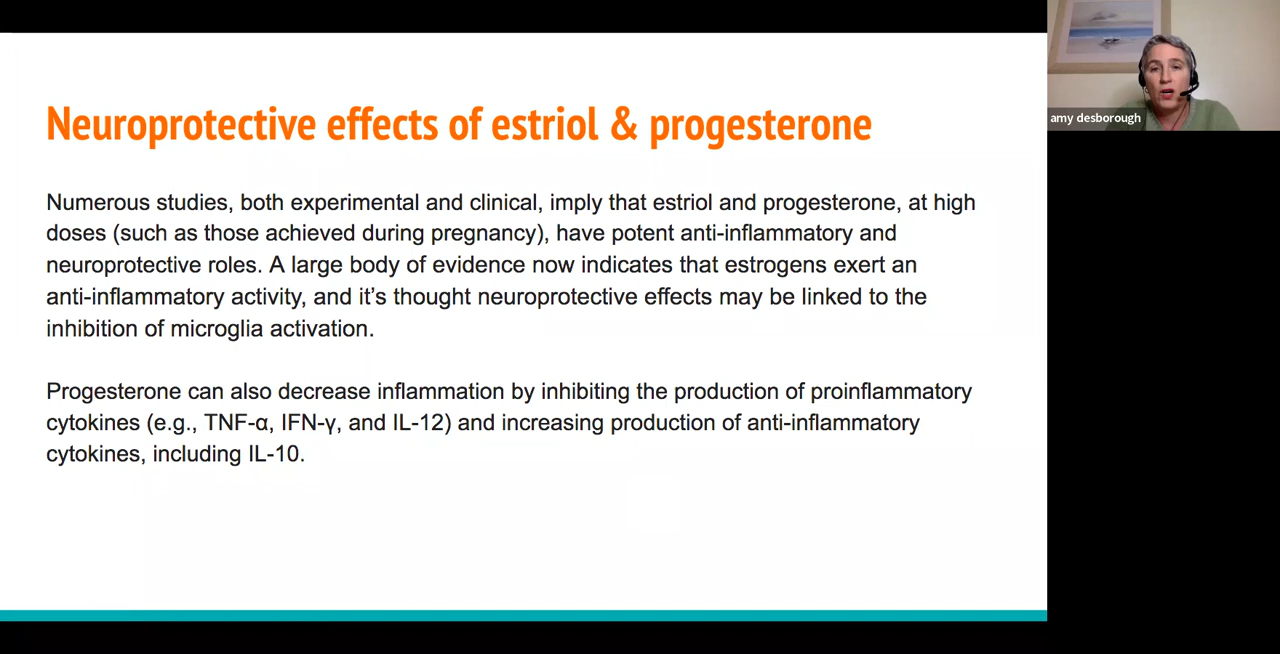 Neuroprotective effects of estriol & progesterone
Numerous studies, both experimental and clinical, imply that estriol and progesterone, at high
doses (such as those achieved during pregnancy), have potent anti-inflammatory and
neuroprotective roles. A large body of evidence now indicates that estrogens exert an
anti-inflammatory activity, and it’s thought neuroprotective effects may be linked to the
inhibition of microglia activation.
Progesterone can also decrease inflammation by inhibiting the production of proinflammatory
cytokines (e.g., TNF-α, IFN-γ, and IL-12) and increasing production of anti-inflammatory
cytokines, including IL-10.
amy desborough